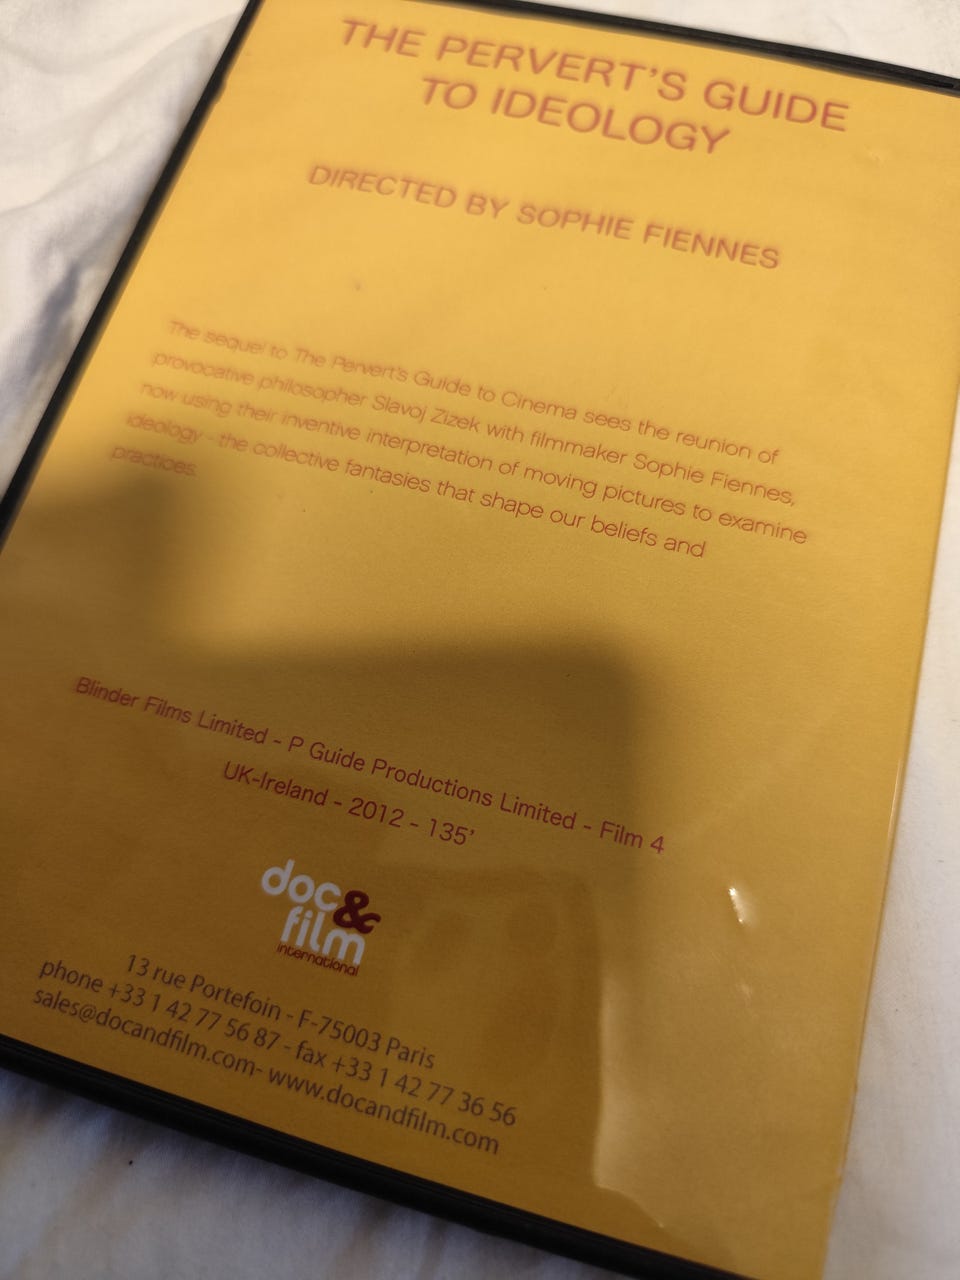 THE PERVERT'S GUIDE
TO IDEOLOGY
DIRECTED BY SOPHIE FIENNES
The sequel to The Pervert's Guide to Cinema sees the reunion of
provocative philosopher Slavoj Zizek with filmmaker Sophie Fiennes,
now using their inventive interpretation of moving pictures to examine
ideology - the collective fantasies that shape our beliefs and
practices.
Blinder Films Limited - P Guide Productions Limited - Film 4
UK-Ireland - 2012 - 135'
doc&
film
international
13 rue Portefoin - F-75003 Paris
phone +33 1 42 77 56 87 - fax +33 1 42 77 36 56
sales@docandfilm.com- www.docandfilm.com